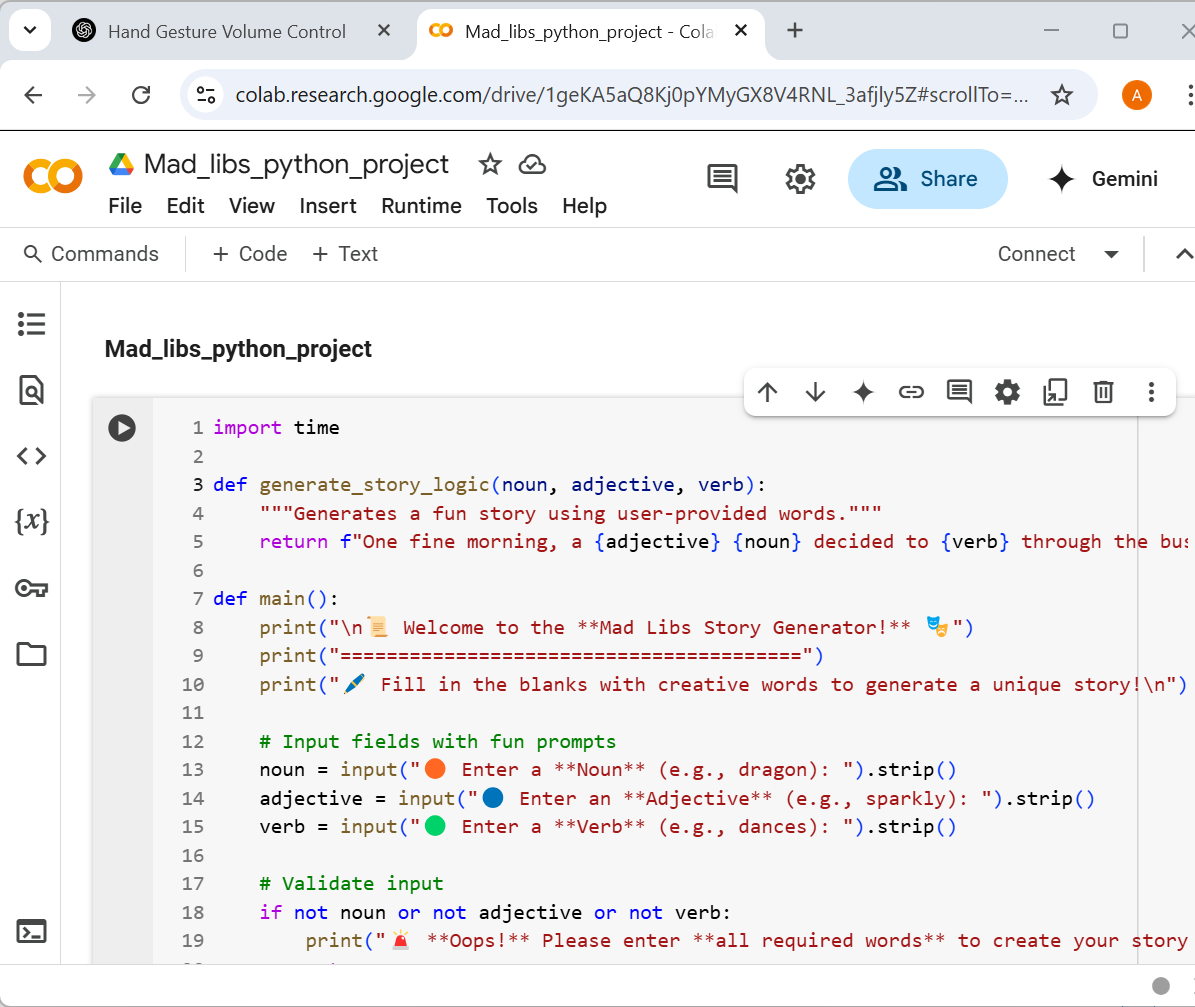 Hand Gesture Volume Control
Mad_libs_python_project - Cola
colab.research.google.com/drive/1geKA5aQ8Kj0pYMyGX8V4RNL_3afjly5Z#scrollTo=...
A
Mad_libs_python_project
File Edit View Insert Runtime Tools Help
Share
Gemini
Commands + Code + Text
Connect
Mad_libs_python_project
1 import time
2
3 def generate_story_logic(noun, adjective, verb):
4     """Generates a fun story using user-provided words."""
5     return f"One fine morning, a {adjective} {noun} decided to {verb} through the bus
6
7 def main():
8     print("\n📜 Welcome to the **Mad Libs Story Generator!** 🎭")
9     print("========================================")
10     print("🖌️ Fill in the blanks with creative words to generate a unique story!\n")
11
12     # Input fields with fun prompts
13     noun = input("🟠 Enter a **Noun** (e.g., dragon): ").strip()
14     adjective = input("🔵 Enter an **Adjective** (e.g., sparkly): ").strip()
15     verb = input("🟢 Enter a **Verb** (e.g., dances): ").strip()
16
17     # Validate input
18     if not noun or not adjective or not verb:
19         print("🚨 **Oops!** Please enter **all required words** to create your story